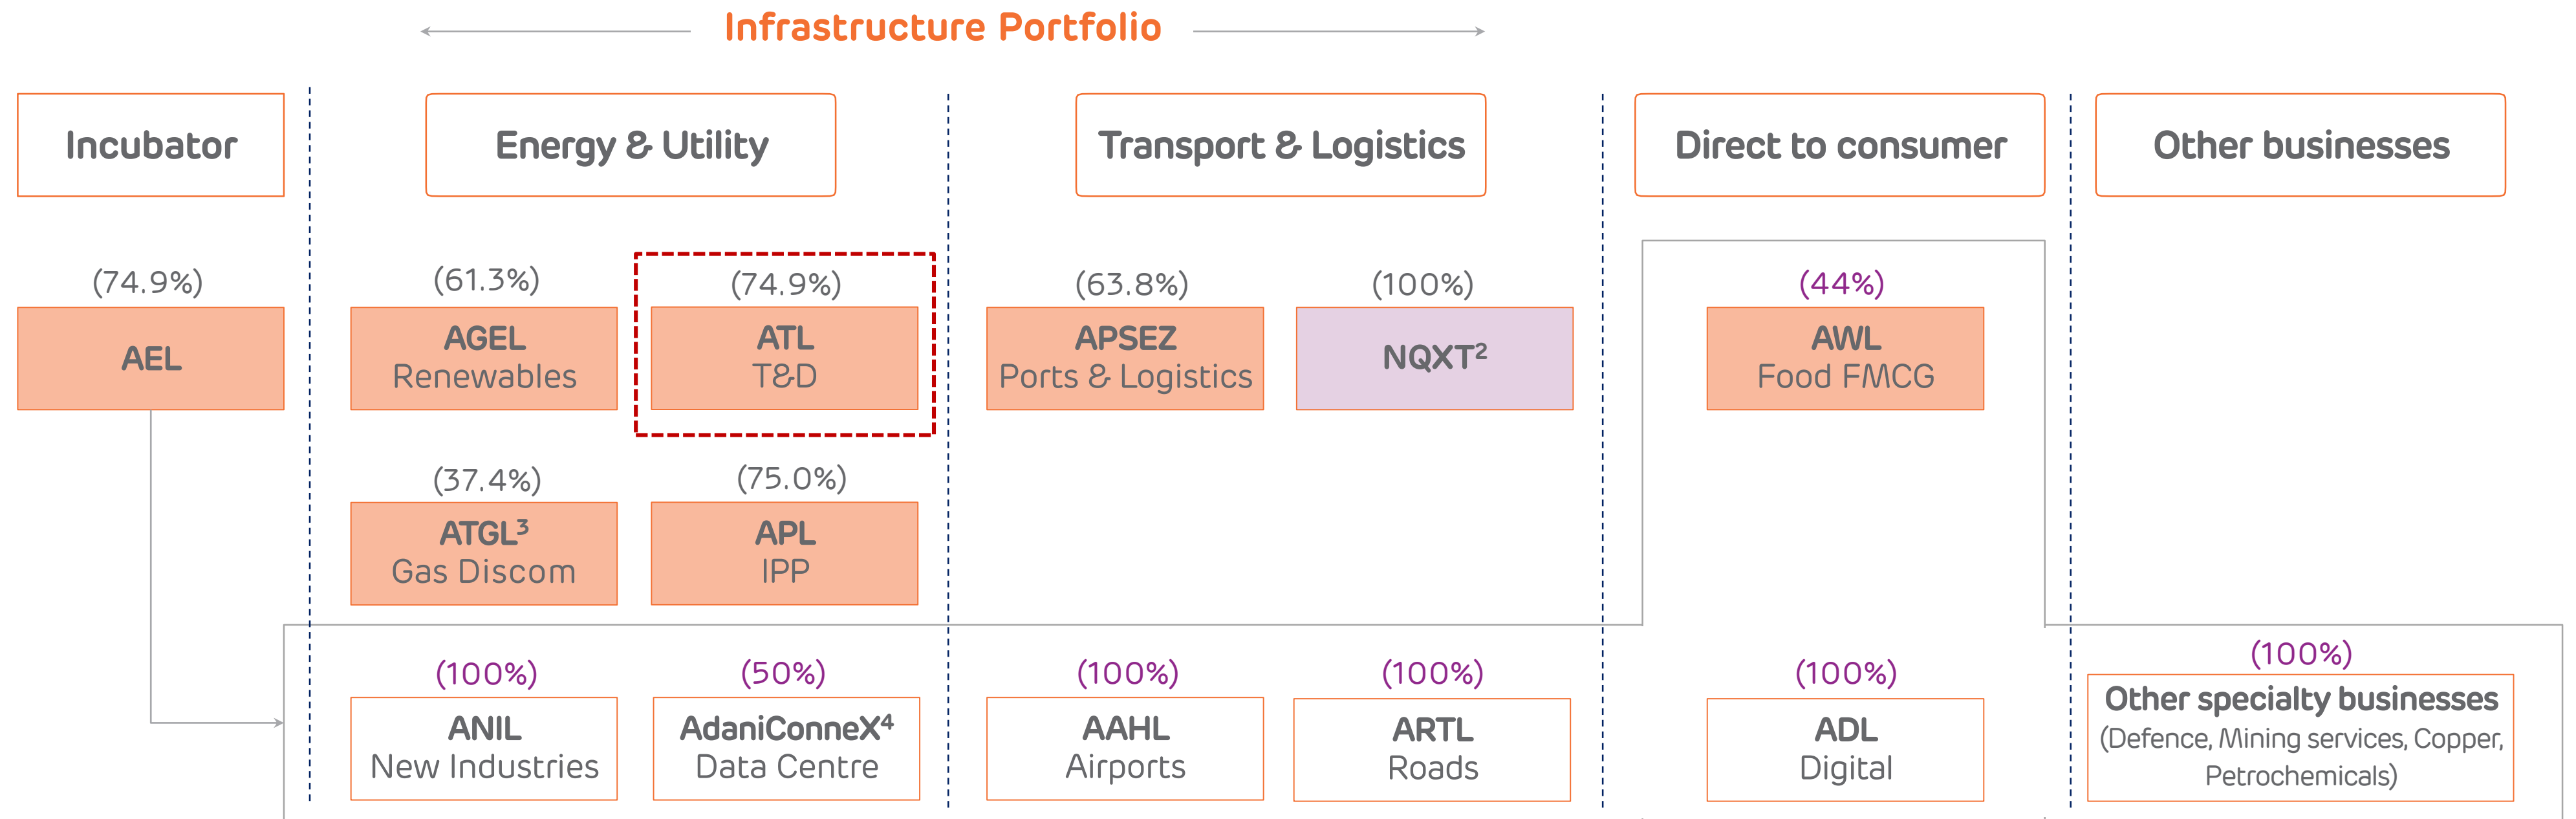 Infrastructure Portfolio
Incubator
Energy & Utility
Transport & Logistics
Direct to consumer
Other businesses
(74.9%)
AEL
(61.3%)
AGEL
Renewables
(74.9%)
ATL
T&D
(63.8%)
APSEZ
Ports & Logistics
(100%)
NQXT²
(44%)
AWL
Food FMCG
(37.4%)
ATGL³
Gas Discom
(75.0%)
APL
IPP
(100%)
ANIL
New Industries
(50%)
AdaniConneX⁴
Data Centre
(100%)
AAHL
Airports
(100%)
ARTL
Roads
(100%)
ADL
Digital
(100%)
Other specialty businesses
(Defence, Mining services, Copper,
Petrochemicals)